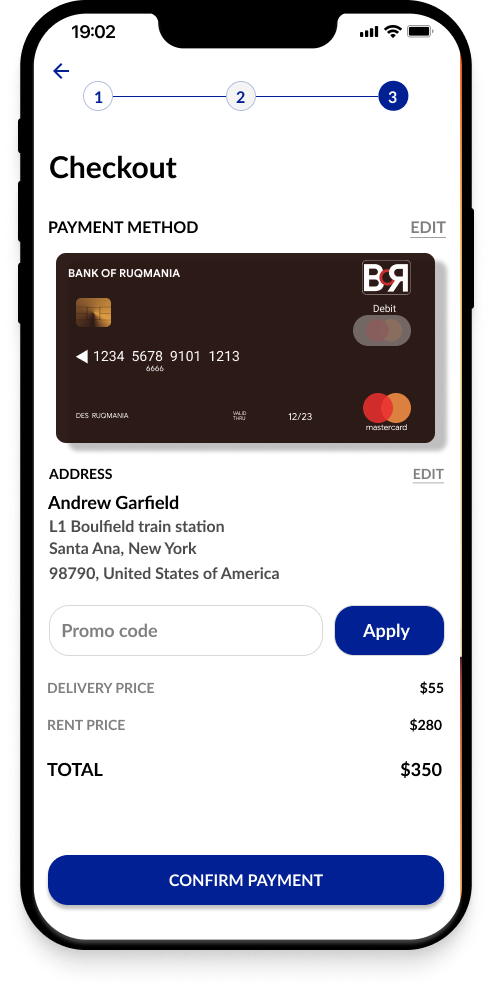 19:02
1 2 3
Checkout
PAYMENT METHOD EDIT
BANK OF RUQMANIA BCR
Debit
1234 5678 9101 1213
6666
DES RUQMANIA VALID THRU 12/23
mastercard
ADDRESS EDIT
Andrew Garfield
L1 Boulfield train station
Santa Ana, New York
98790, United States of America
Promo code Apply
DELIVERY PRICE $55
RENT PRICE $280
TOTAL $350
CONFIRM PAYMENT